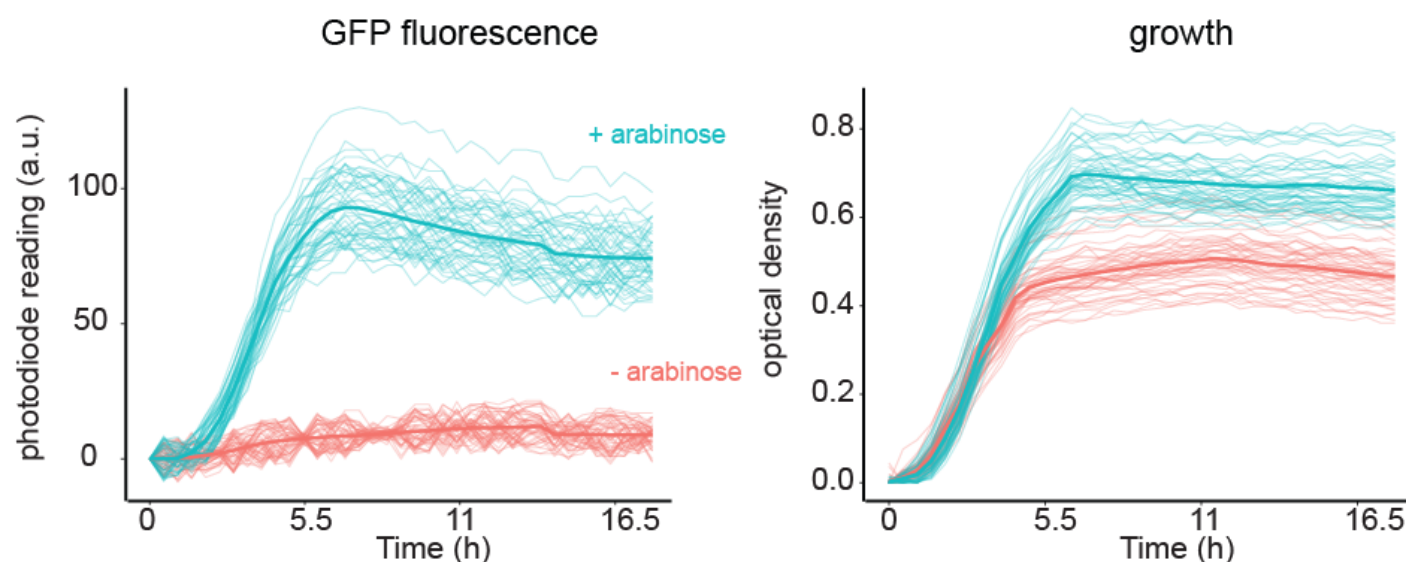 GFP fluorescence
photodiode reading (a.u.)
100
50
0
+ arabinose
- arabinose
0 5.5 11 16.5
Time (h)
growth
optical density
0.8
0.6
0.4
0.2
0.0
0 5.5 11 16.5
Time (h)